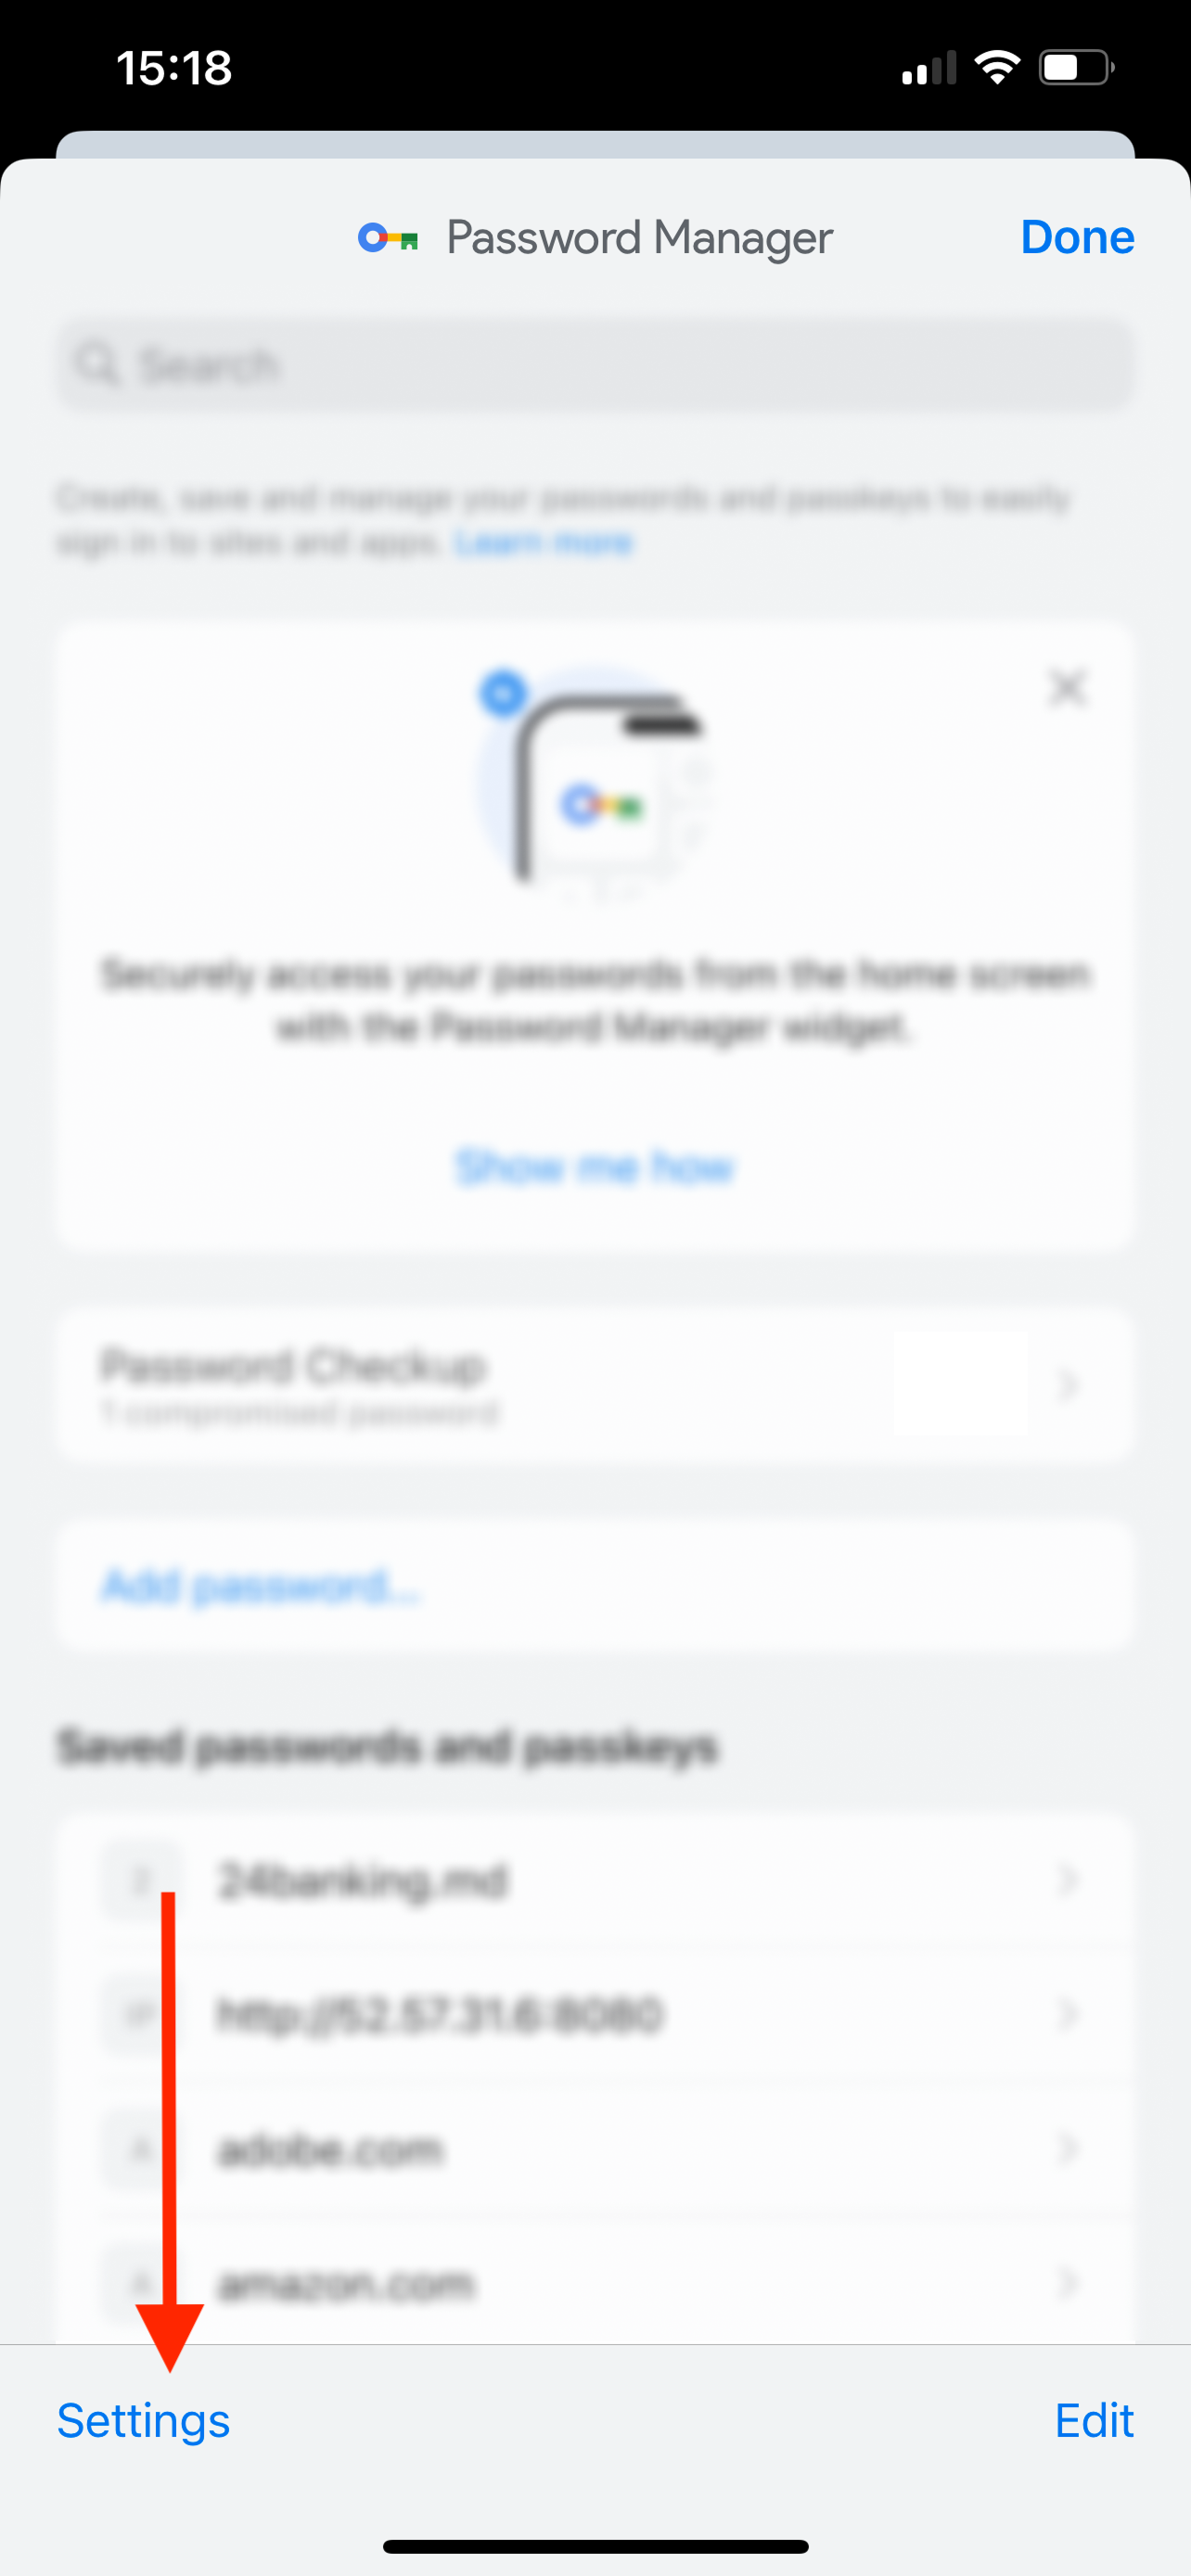 15:18
Password Manager
Done
Search
Create, save and manage your passwords and passkeys to easily
sign in to sites and apps. Learn more
Securely access your passwords from the home screen
with the Password Manager widget.
Show me how
Password Checkup
1 compromised password
Add password...
Saved passwords and passkeys
2
24banking.md
IP
http://52.57.31.6:8080
A
adobe.com
A
amazon.com
Settings
Edit